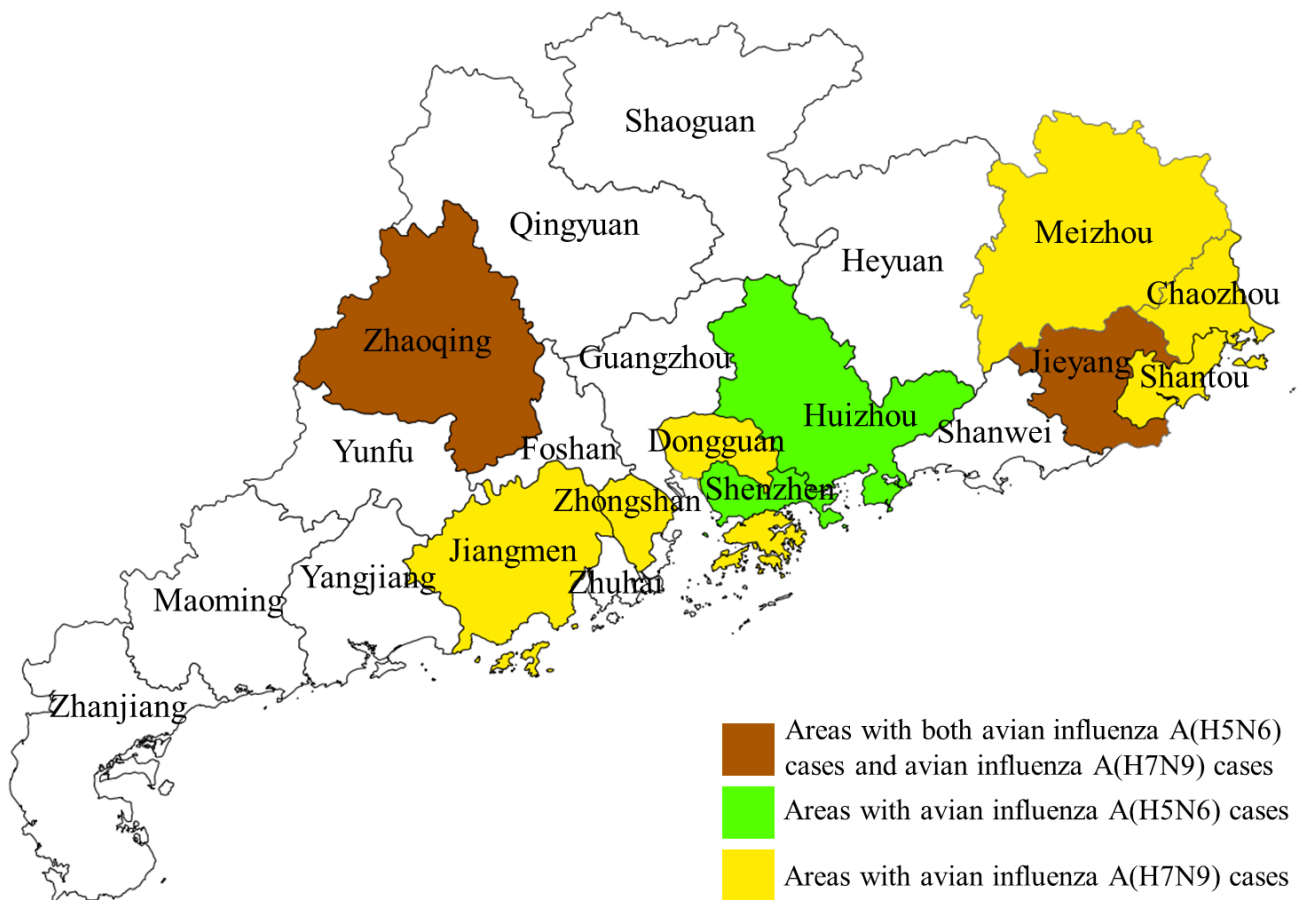 Shaoguan
Qingyuan
Meizhou
Heyuan
Chaozhou
Zhaoqing
Guangzhou
Jieyang
Shantou
Huizhou
Shanwei
Dongguan
Yunfu
Foshan
Shenzhen
Zhongshan
Jiangmen
Yangjiang
Zhuhai
Maoming
Zhanjiang
Areas with both avian influenza A(H5N6)
cases and avian influenza A(H7N9) cases
Areas with avian influenza A(H5N6) cases
Areas with avian influenza A(H7N9) cases